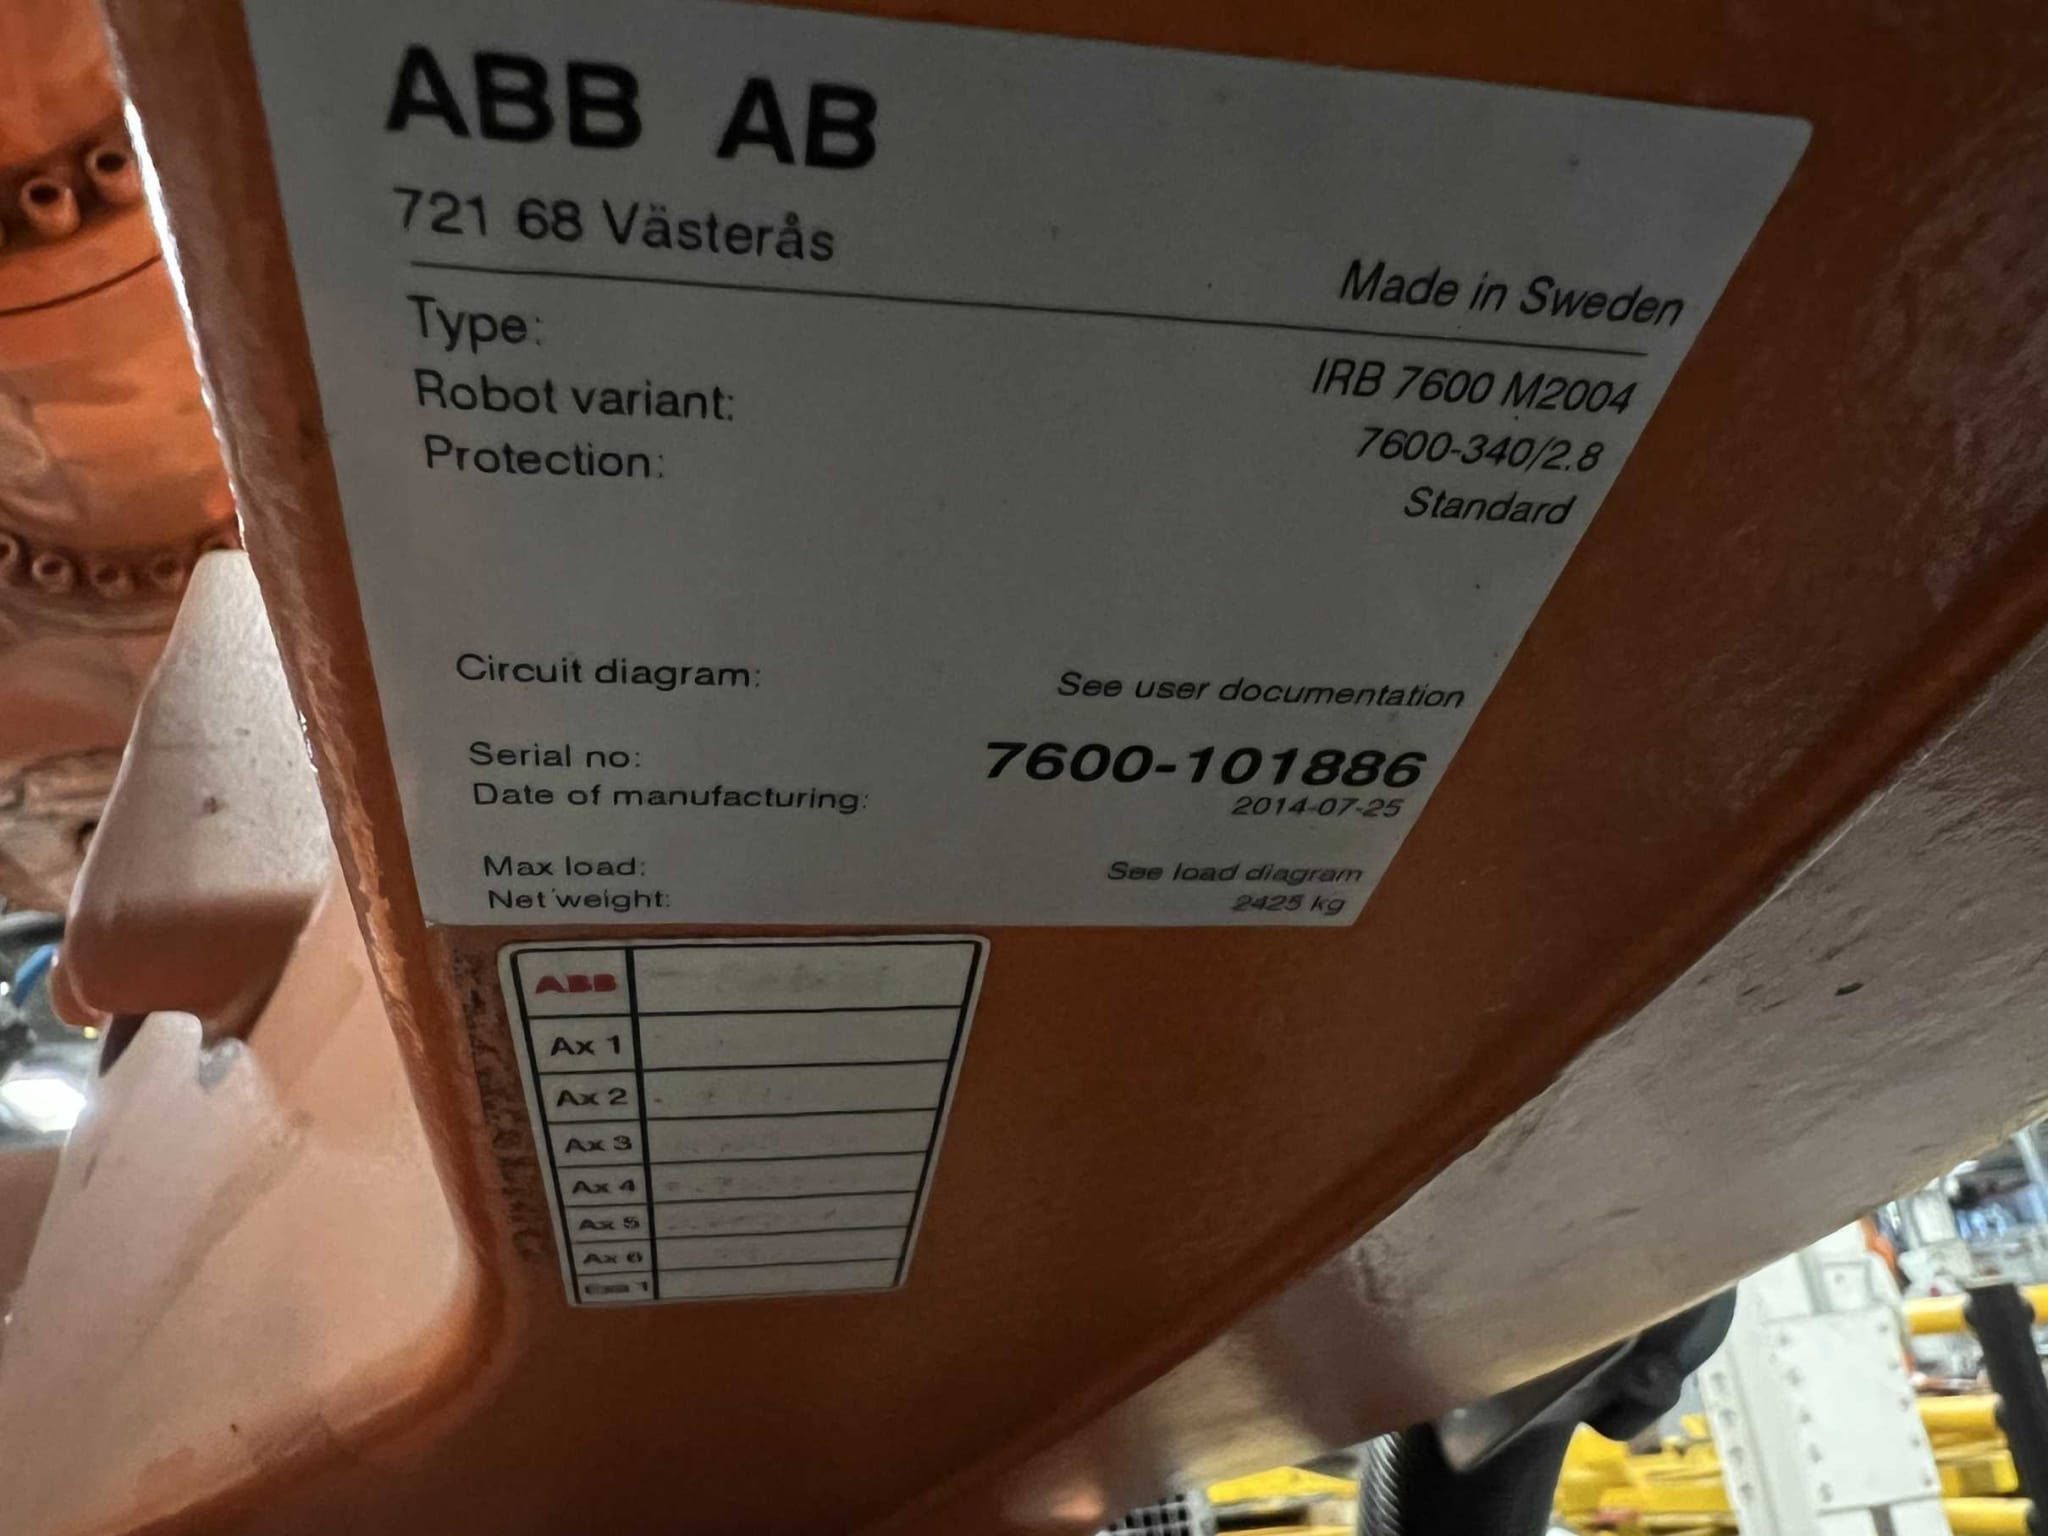 ABB AB
721 68 Västerås
Made in Sweden
Type: IRB 7600 M2004
Robot variant: 7600-340/2.8
Protection: Standard
Circuit diagram: See user documentation
Serial no: 7600-101886
Date of manufacturing: 2014-07-25
Max load: See load diagram
Net weight: 2425 kg
ABB
Ax 1
Ax 2
Ax 3
Ax 4
Ax 5
Ax 6